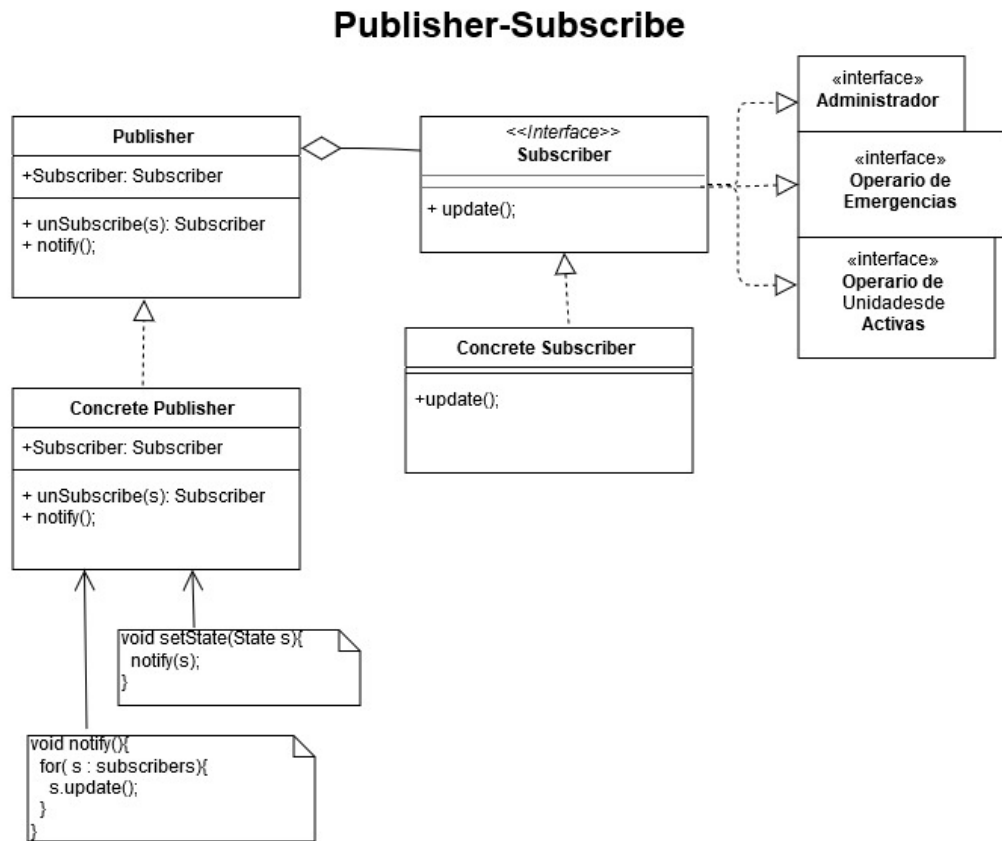 Publisher-Subscribe
Publisher
+Subscriber: Subscriber
+ unSubscribe(s): Subscriber
+ notify();
<<Interface>>
Subscriber
+ update();
«interface»
Administrador
«interface»
Operario de
Emergencias
«interface»
Operario de
Unidadesde
Activas
Concrete Subscriber
+update();
Concrete Publisher
+Subscriber: Subscriber
+ unSubscribe(s): Subscriber
+ notify();
void setState(State s){
notify(s);
}
void notify(){
for( s : subscribers){
s.update();
}
}